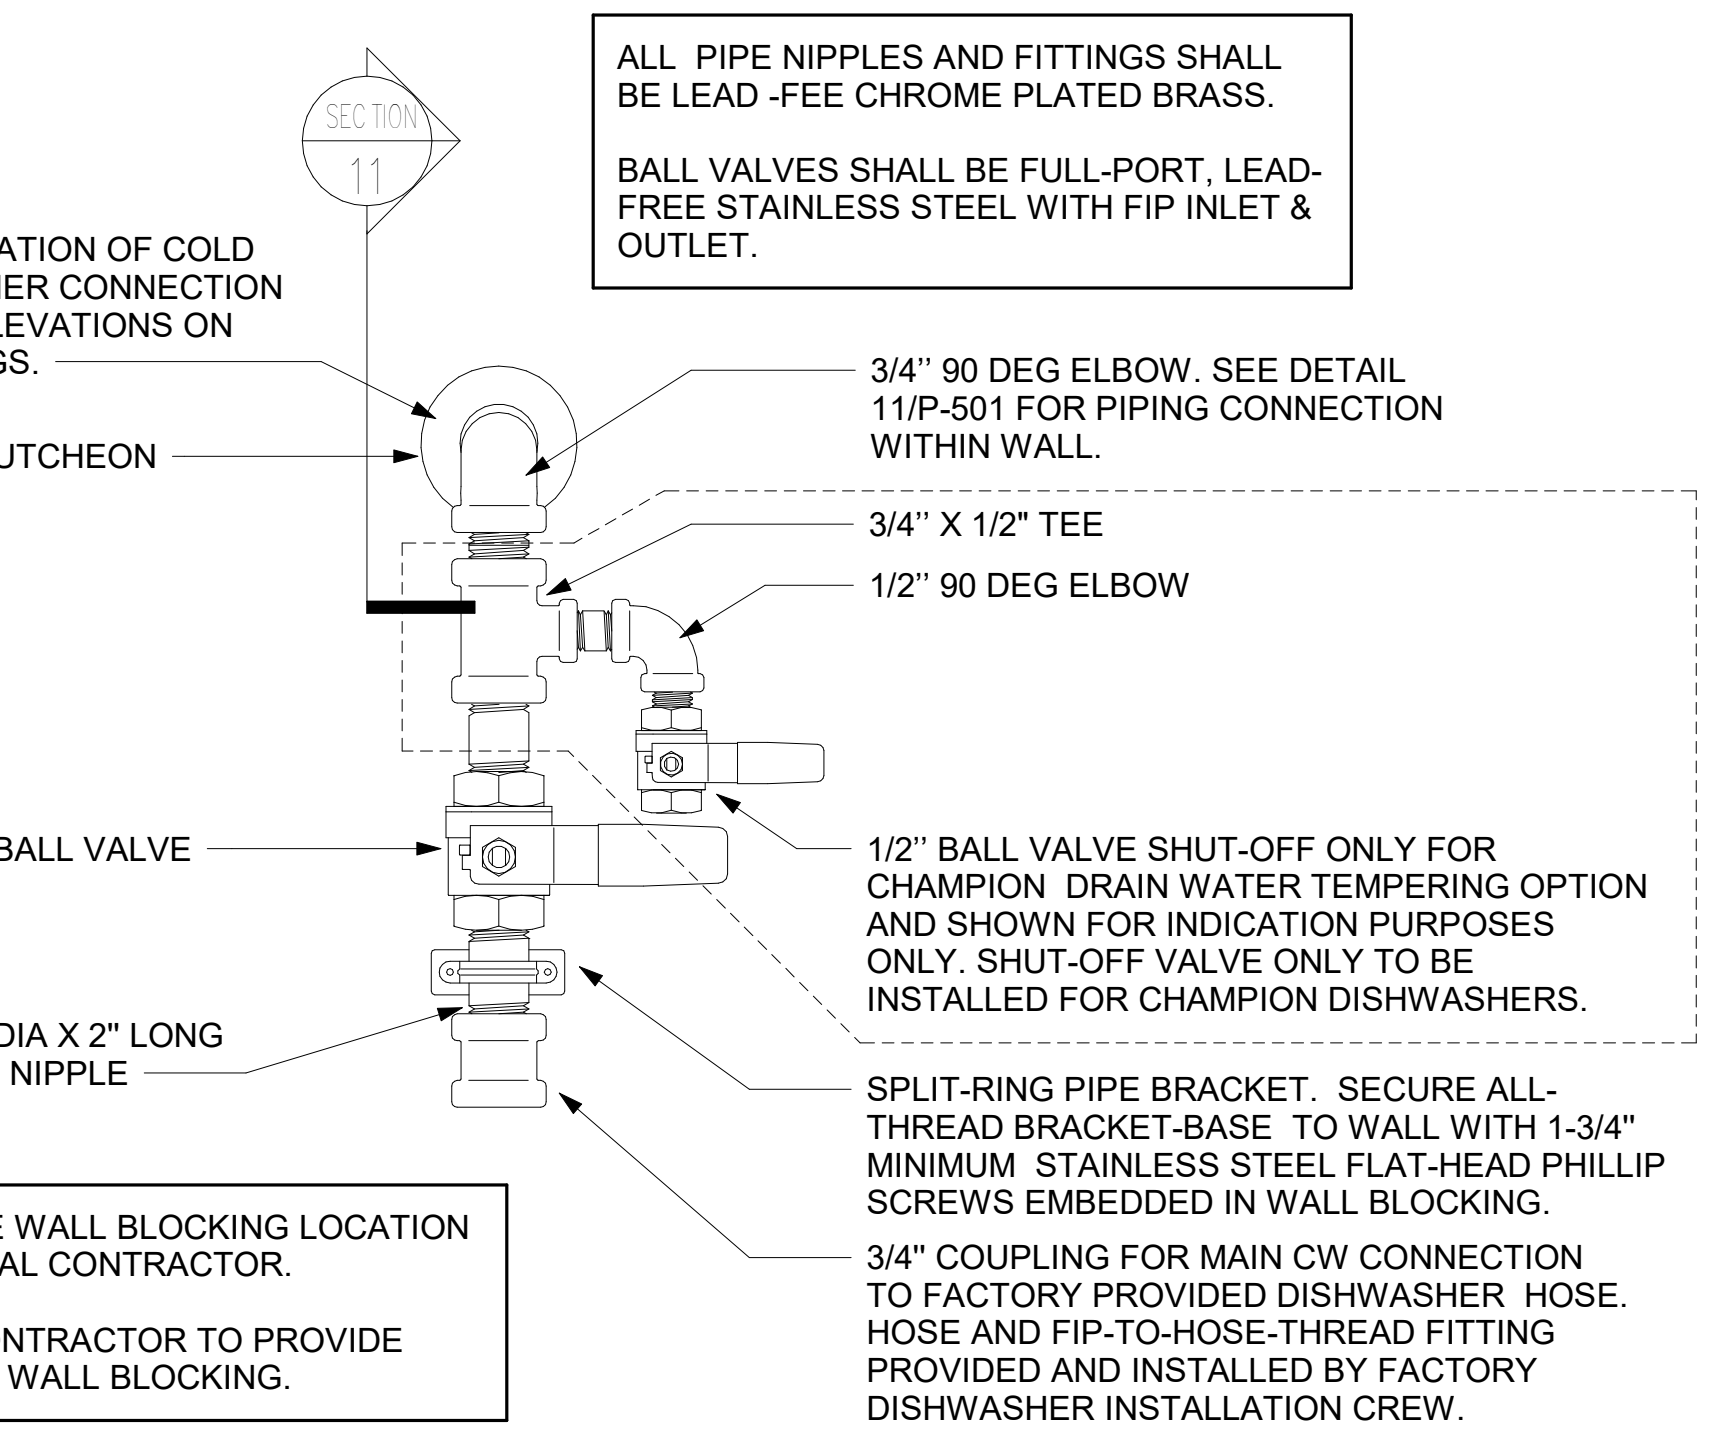 ALL PIPE NIPPLES AND FITTINGS SHALL
BE LEAD -FEE CHROME PLATED BRASS.
BALL VALVES SHALL BE FULL-PORT, LEAD-
FREE STAINLESS STEEL WITH FIP INLET &
OUTLET.
SECTION
11
ATION OF COLD
HER CONNECTION
LEVATIONS ON
GS.
UTCHEON
3/4’’ 90 DEG ELBOW. SEE DETAIL
11/P-501 FOR PIPING CONNECTION
WITHIN WALL.
3/4’’ X 1/2" TEE
1/2’’ 90 DEG ELBOW
BALL VALVE
1/2’’ BALL VALVE SHUT-OFF ONLY FOR
CHAMPION DRAIN WATER TEMPERING OPTION
AND SHOWN FOR INDICATION PURPOSES
ONLY. SHUT-OFF VALVE ONLY TO BE
INSTALLED FOR CHAMPION DISHWASHERS.
DIA X 2" LONG
NIPPLE
SPLIT-RING PIPE BRACKET. SECURE ALL-
THREAD BRACKET-BASE TO WALL WITH 1-3/4"
MINIMUM STAINLESS STEEL FLAT-HEAD PHILLIP
SCREWS EMBEDDED IN WALL BLOCKING.
E WALL BLOCKING LOCATION
AL CONTRACTOR.
ONTRACTOR TO PROVIDE
WALL BLOCKING.
3/4" COUPLING FOR MAIN CW CONNECTION
TO FACTORY PROVIDED DISHWASHER HOSE.
HOSE AND FIP-TO-HOSE-THREAD FITTING
PROVIDED AND INSTALLED BY FACTORY
DISHWASHER INSTALLATION CREW.